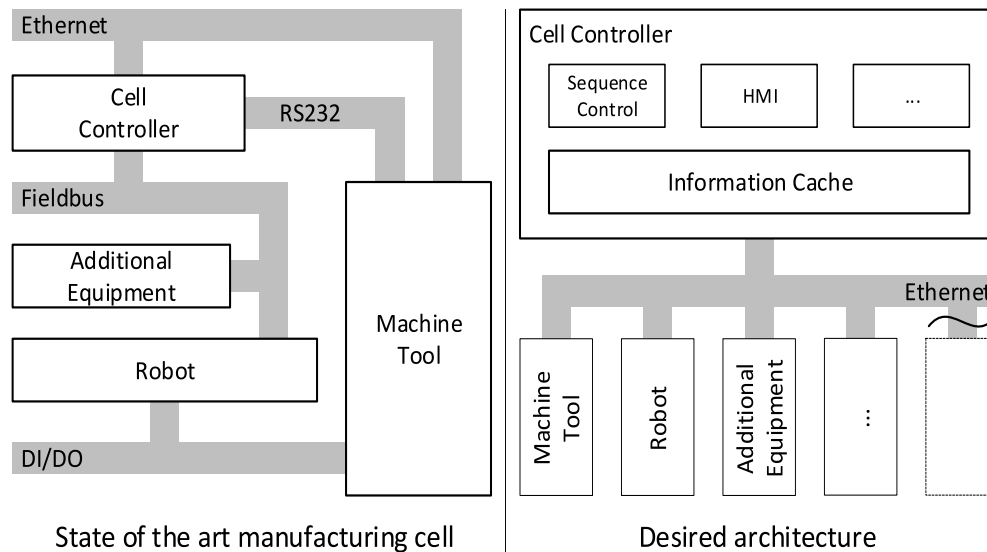 Ethernet
Cell
Controller
RS232
Fieldbus
Additional
Equipment
Machine
Tool
Robot
DI/DO
State of the art manufacturing cell
Cell Controller
Sequence
Control
HMI
...
Information Cache
Ethernet
Machine
Tool
Robot
Additional
Equipment
...
Desired architecture